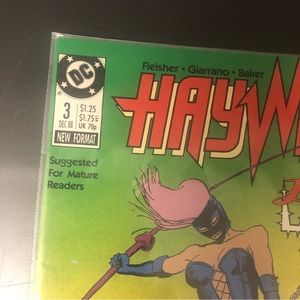 Fleisher • Giarrano • Baker
DC
HAYW
3
DEC 88
$1.25
$1.75
UK 70p
NEW FORMAT
Suggested
For Mature
Readers